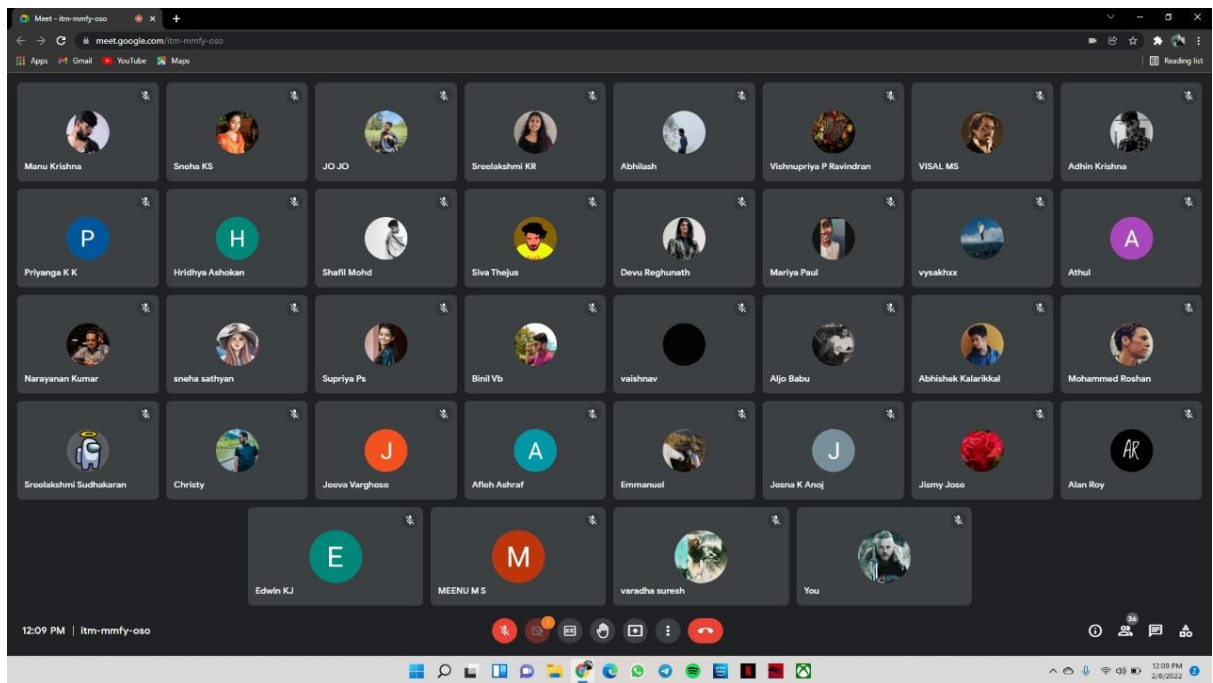 Meet - itm-mmfy-oso
meet.google.com/itm-mmfy-oso
Apps Gmail YouTube Maps Reading list
Manu Krishna Sneha KS JO JO Sreelakshmi KR Abhilash Vishnupriya P Ravindran VISAL MS Adhin Krishna
P H A
Priyanga K K Hridhya Ashokan Shafil Mohd Siva Thejus Devu Reghunath Mariya Paul vysakhxx Athul
Narayanan Kumar sneha sathyan Supriya Ps Binil Vb vaishnav Aljo Babu Abhishek Kalarikkal Mohammed Roshan
J A J AR
Sreelakshmi Sudhakaran Christy Jeeva Varghese Afleh Ashraf Emmanuel Jesna K Anoj Jismy Jose Alan Roy
E M
Edwin KJ MEENU M S varadha suresh You
36
12:09 PM | itm-mmfy-oso
12:09 PM
2/8/2022 2